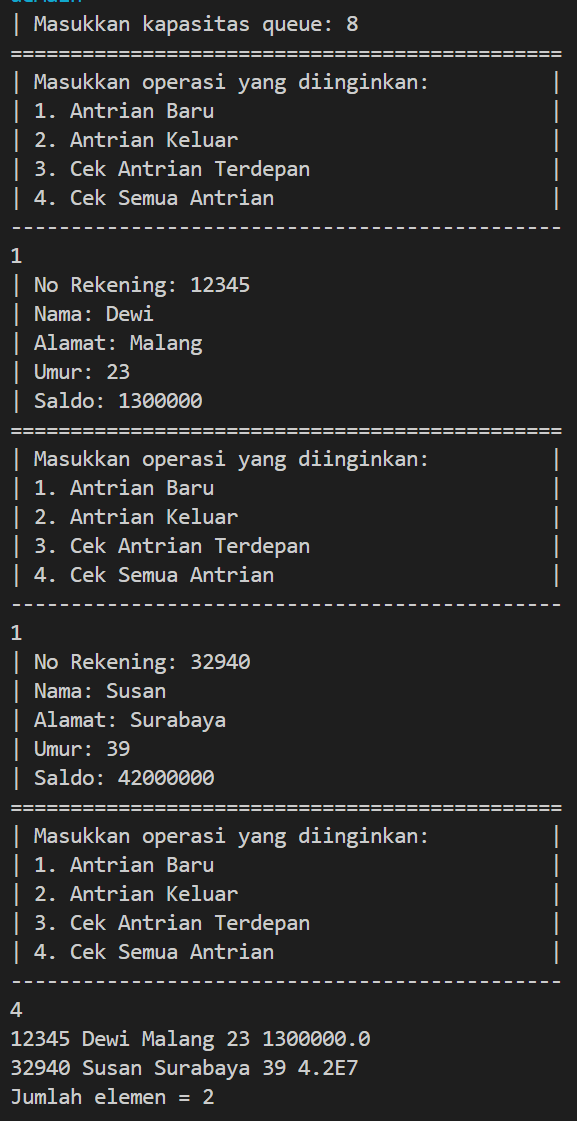 | Masukkan kapasitas queue: 8
==============================================
| Masukkan operasi yang diinginkan:          |
| 1. Antrian Baru                            |
| 2. Antrian Keluar                          |
| 3. Cek Antrian Terdepan                    |
| 4. Cek Semua Antrian                       |
----------------------------------------------
1
| No Rekening: 12345
| Nama: Dewi
| Alamat: Malang
| Umur: 23
| Saldo: 1300000
==============================================
| Masukkan operasi yang diinginkan:          |
| 1. Antrian Baru                            |
| 2. Antrian Keluar                          |
| 3. Cek Antrian Terdepan                    |
| 4. Cek Semua Antrian                       |
----------------------------------------------
1
| No Rekening: 32940
| Nama: Susan
| Alamat: Surabaya
| Umur: 39
| Saldo: 42000000
==============================================
| Masukkan operasi yang diinginkan:          |
| 1. Antrian Baru                            |
| 2. Antrian Keluar                          |
| 3. Cek Antrian Terdepan                    |
| 4. Cek Semua Antrian                       |
----------------------------------------------
4
12345 Dewi Malang 23 1300000.0
32940 Susan Surabaya 39 4.2E7
Jumlah elemen = 2